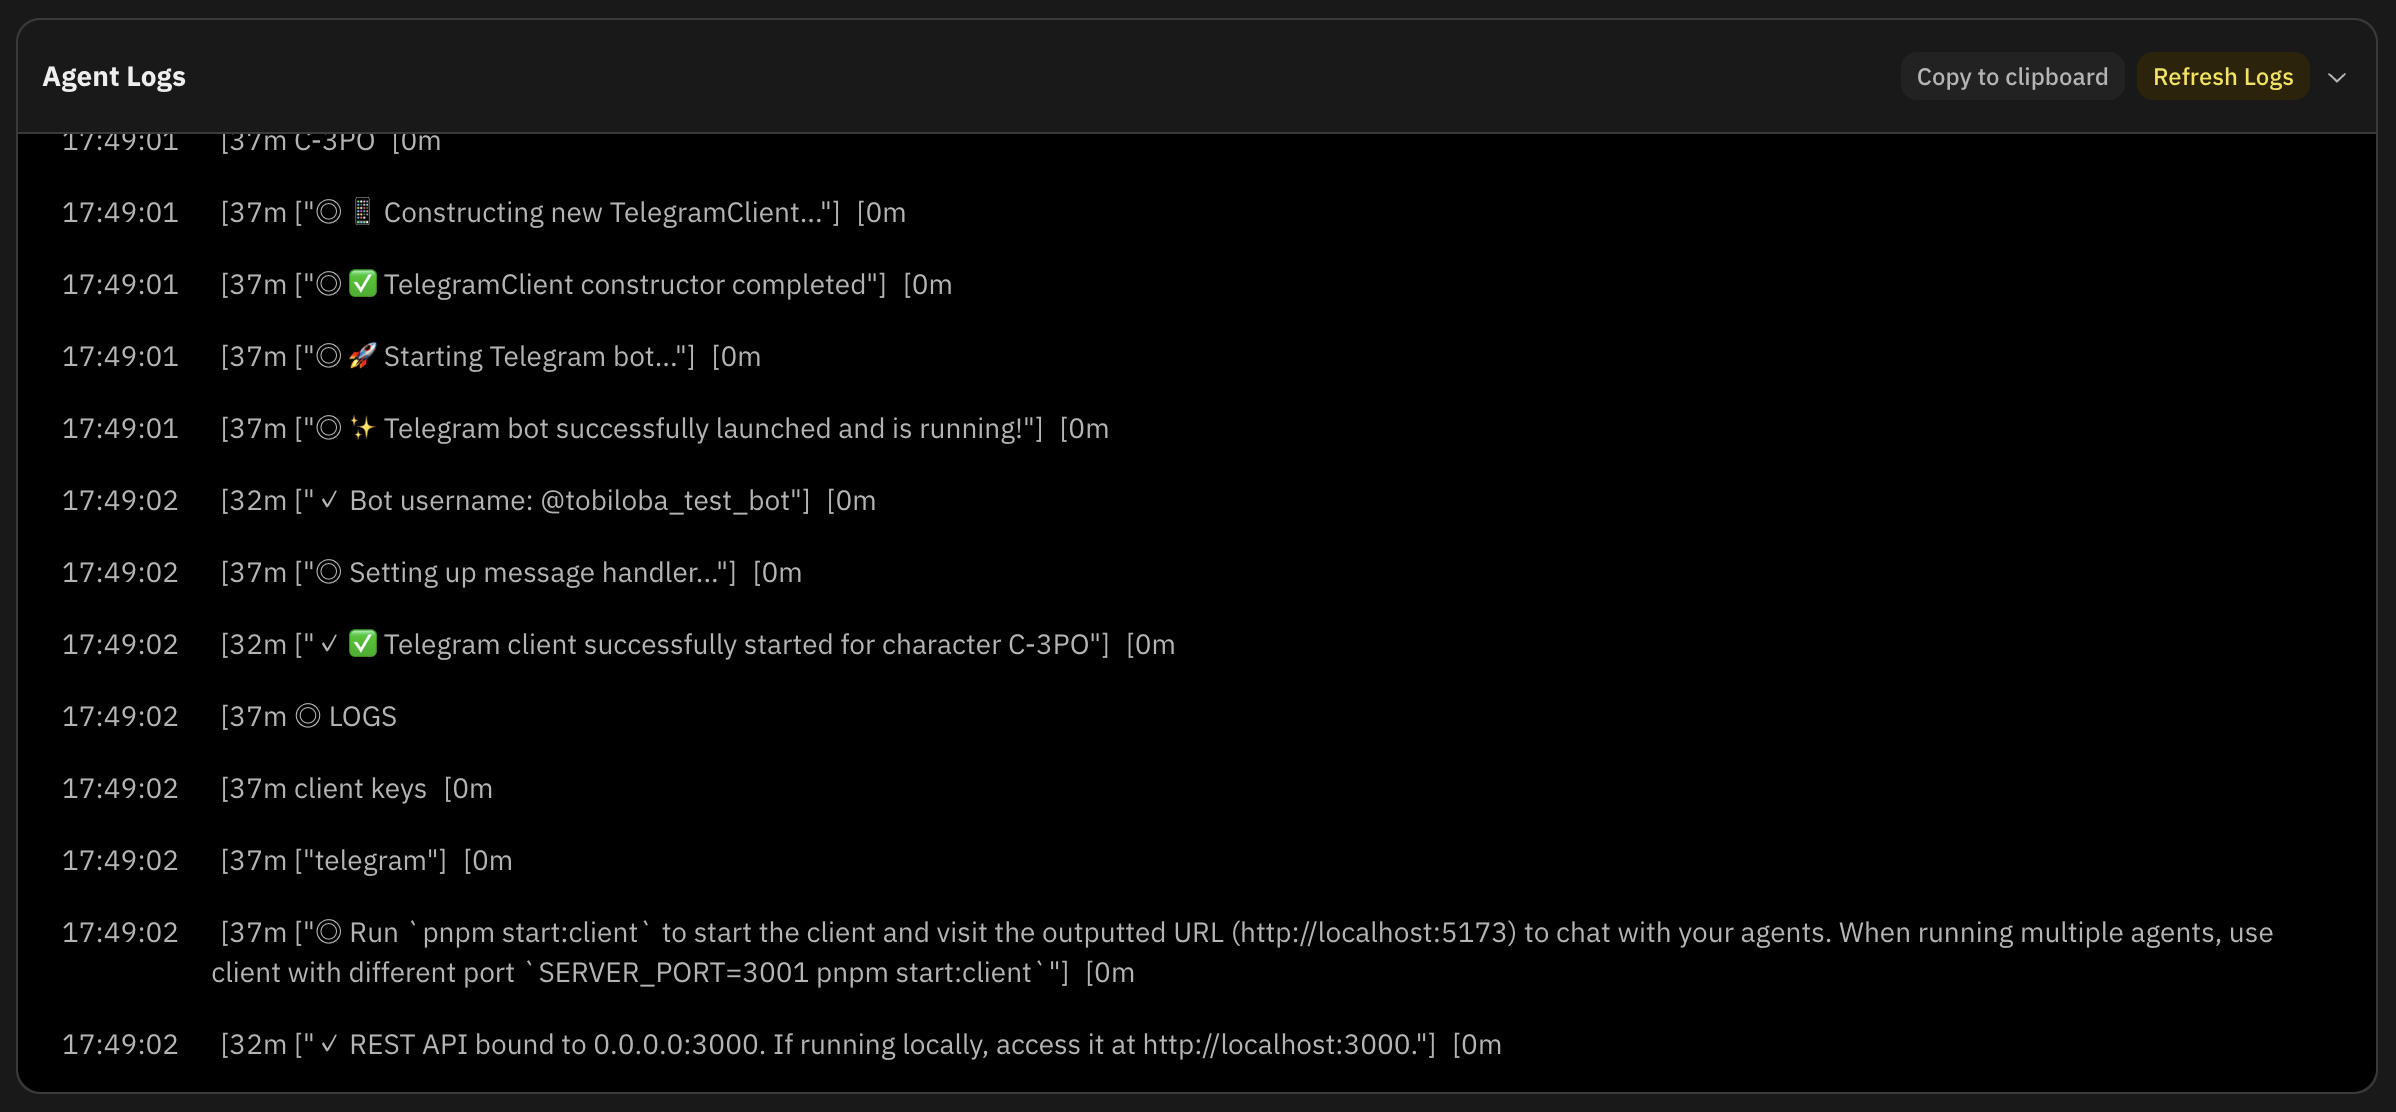 Agent Logs
Copy to clipboard
Refresh Logs
17:49:01 [37m C-3PO [0m
17:49:01 [37m ["◎ 📱 Constructing new TelegramClient..."] [0m
17:49:01 [37m ["◎ ✅ TelegramClient constructor completed"] [0m
17:49:01 [37m ["◎ 🚀 Starting Telegram bot..."] [0m
17:49:01 [37m ["◎ ✨ Telegram bot successfully launched and is running!"] [0m
17:49:02 [32m ["✓ Bot username: @tobiloba_test_bot"] [0m
17:49:02 [37m ["◎ Setting up message handler..."] [0m
17:49:02 [32m ["✓ ✅ Telegram client successfully started for character C-3PO"] [0m
17:49:02 [37m ◎ LOGS
17:49:02 [37m client keys [0m
17:49:02 [37m ["telegram"] [0m
17:49:02 [37m ["◎ Run `pnpm start:client` to start the client and visit the outputted URL (http://localhost:5173) to chat with your agents. When running multiple agents, use
client with different port `SERVER_PORT=3001 pnpm start:client`"] [0m
17:49:02 [32m ["✓ REST API bound to 0.0.0.0:3000. If running locally, access it at http://localhost:3000."] [0m